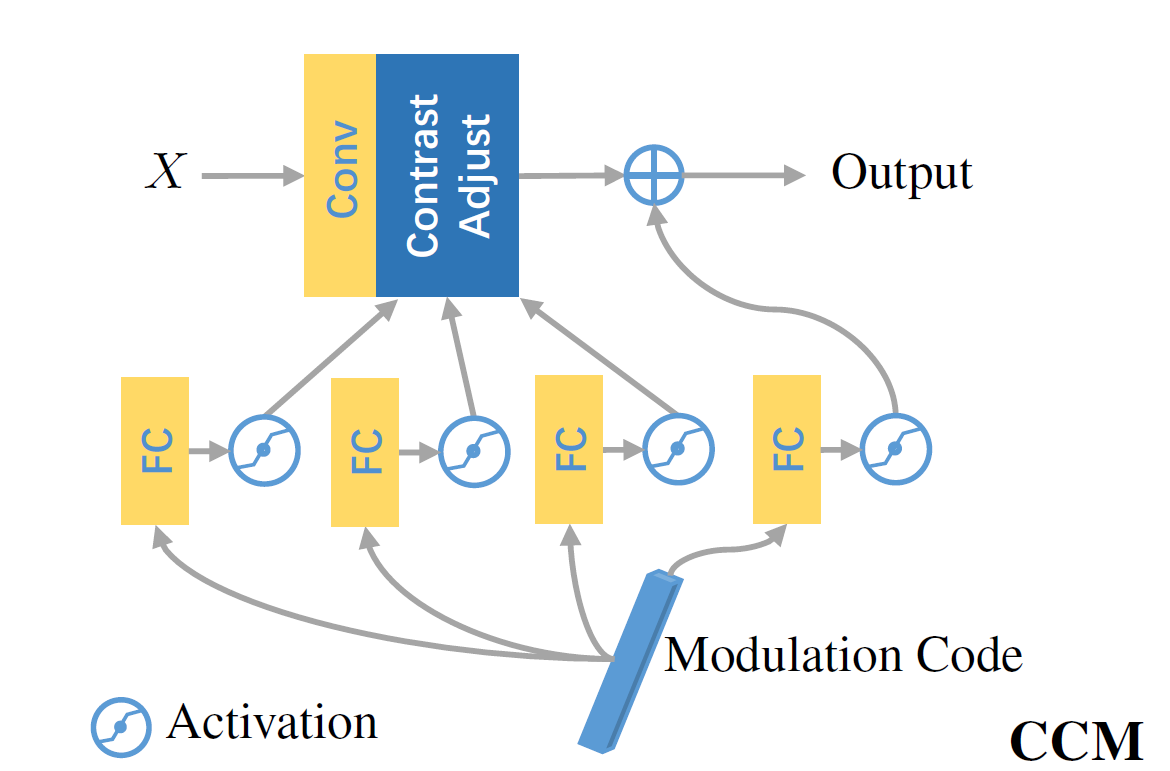 X
Conv
Contrast
Adjust
Output
FC
FC
FC
FC
Modulation Code
Activation
CCM